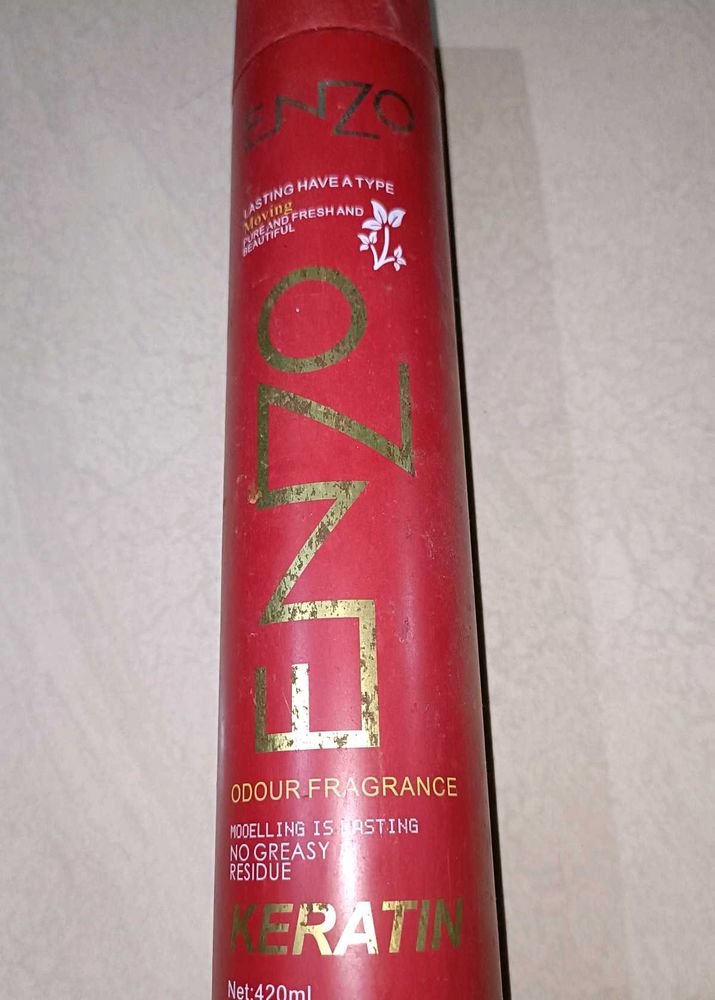 ENZO
LASTING HAVE A TYPE
Moving
PURE AND FRESH AND
BEAUTIFUL
ENZO
ODOUR FRAGRANCE
MOOELLING IS LASTING
NO GREASY
RESIDUE
KERATIN
Net:420ml